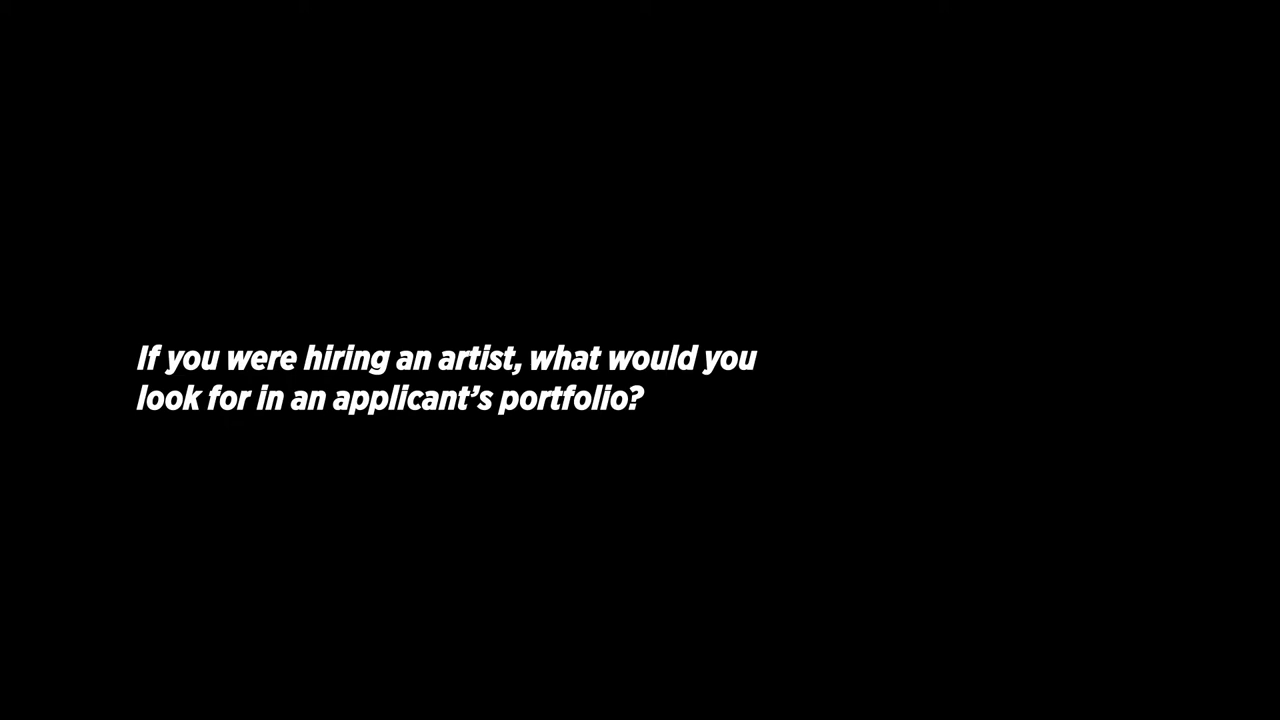 If you were hiring an artist, what would you
look for in an applicant’s portfolio?